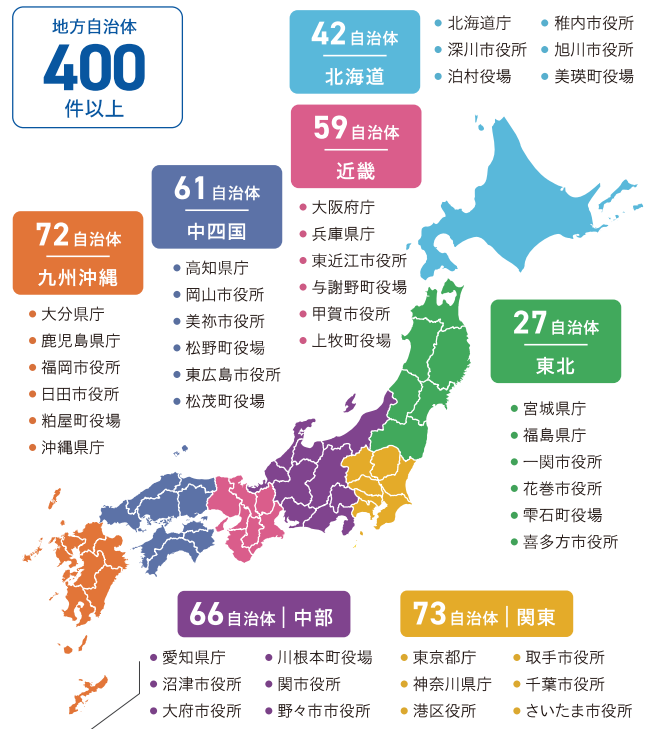 地方自治体
400
件以上
42自治体
北海道
北海道庁
稚内市役所
深川市役所
旭川市役所
泊村役場
美瑛町役場
59自治体
近畿
大阪府庁
兵庫県庁
東近江市役所
与謝野町役場
甲賀市役所
上牧町役場
61自治体
中四国
高知県庁
岡山市役所
美祢市役所
松野町役場
東広島市役所
松茂町役場
72自治体
九州沖縄
大分県庁
鹿児島県庁
福岡市役所
日田市役所
粕屋町役場
沖縄県庁
27自治体
東北
宮城県庁
福島県庁
一関市役所
花巻市役所
雫石町役場
喜多方市役所
66自治体|中部
愛知県庁
川根本町役場
沼津市役所
関市役所
大府市役所
野々市市役所
73自治体|関東
東京都庁
取手市役所
神奈川県庁
千葉市役所
港区役所
さいたま市役所